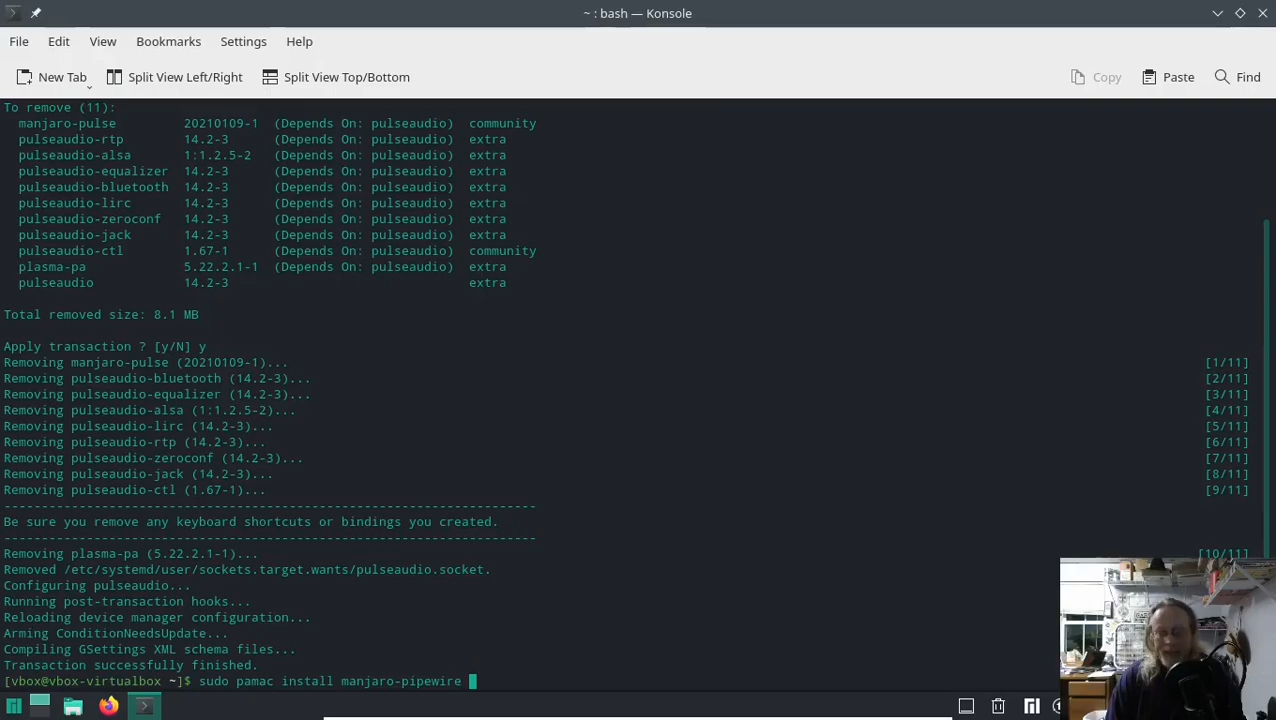 ~ : bash — Konsole
File Edit View Bookmarks Settings Help
New Tab Split View Left/Right Split View Top/Bottom Copy Paste Find
To remove (11):
manjaro-pulse 20210109-1 (Depends On: pulseaudio) community
pulseaudio-rtp 14.2-3 (Depends On: pulseaudio) extra
pulseaudio-alsa 1:1.2.5-2 (Depends On: pulseaudio) extra
pulseaudio-equalizer 14.2-3 (Depends On: pulseaudio) extra
pulseaudio-bluetooth 14.2-3 (Depends On: pulseaudio) extra
pulseaudio-lirc 14.2-3 (Depends On: pulseaudio) extra
pulseaudio-zeroconf 14.2-3 (Depends On: pulseaudio) extra
pulseaudio-jack 14.2-3 (Depends On: pulseaudio) extra
pulseaudio-ctl 1.67-1 (Depends On: pulseaudio) community
plasma-pa 5.22.2.1-1 (Depends On: pulseaudio) extra
pulseaudio 14.2-3 extra
Total removed size: 8.1 MB
Apply transaction ? [y/N] y
Removing manjaro-pulse (20210109-1)... [1/11]
Removing pulseaudio-bluetooth (14.2-3)... [2/11]
Removing pulseaudio-equalizer (14.2-3)... [3/11]
Removing pulseaudio-alsa (1:1.2.5-2)... [4/11]
Removing pulseaudio-lirc (14.2-3)... [5/11]
Removing pulseaudio-rtp (14.2-3)... [6/11]
Removing pulseaudio-zeroconf (14.2-3)... [7/11]
Removing pulseaudio-jack (14.2-3)... [8/11]
Removing pulseaudio-ctl (1.67-1)... [9/11]
-----------------------------------------------------------------------
Be sure you remove any keyboard shortcuts or bindings you created.
-----------------------------------------------------------------------
Removing plasma-pa (5.22.2.1-1)... [10/11]
Removed /etc/systemd/user/sockets.target.wants/pulseaudio.socket.
Configuring pulseaudio...
Running post-transaction hooks...
Reloading device manager configuration...
Arming ConditionNeedsUpdate...
Compiling GSettings XML schema files...
Transaction successfully finished.
[vbox@vbox-virtualbox ~]$ sudo pamac install manjaro-pipewire